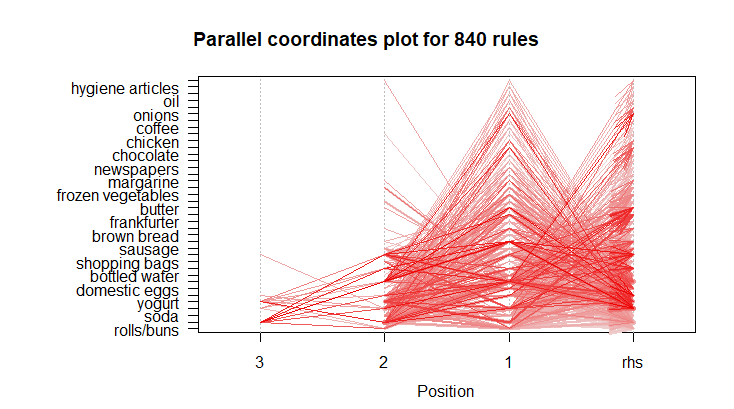 Parallel coordinates plot for 840 rules
hygiene articles
oil
onions
coffee
chicken
chocolate
newspapers
margarine
frozen vegetables
butter
frankfurter
brown bread
sausage
shopping bags
bottled water
domestic eggs
yogurt
soda
rolls/buns
3 2 1 rhs
Position